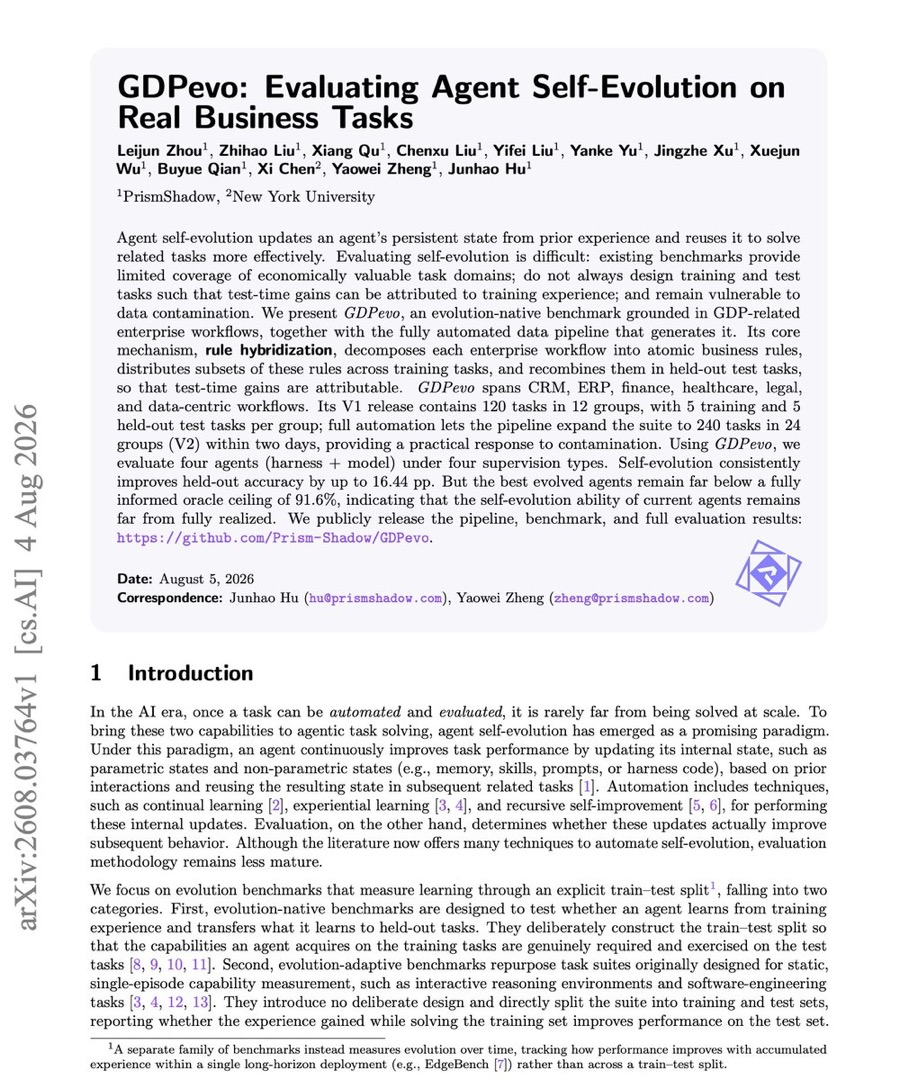 GDPevo: Evaluating Agent Self-Evolution on
Real Business Tasks
Leijun Zhou¹, Zhihao Liu¹, Xiang Qu¹, Chenxu Liu¹, Yifei Liu¹, Yanke Yu¹, Jingzhe Xu¹, Xuejun
Wu¹, Buyue Qian¹, Xi Chen², Yaowei Zheng¹, Junhao Hu¹
¹PrismShadow, ²New York University
Agent self-evolution updates an agent's persistent state from prior experience and reuses it to solve
related tasks more effectively. Evaluating self-evolution is difficult: existing benchmarks provide
limited coverage of economically valuable task domains; do not always design training and test
tasks such that test-time gains can be attributed to training experience; and remain vulnerable to
data contamination. We present GDPevo, an evolution-native benchmark grounded in GDP-related
enterprise workflows, together with the fully automated data pipeline that generates it. Its core
mechanism, rule hybridization, decomposes each enterprise workflow into atomic business rules,
distributes subsets of these rules across training tasks, and recombines them in held-out test tasks,
so that test-time gains are attributable. GDPevo spans CRM, ERP, finance, healthcare, legal,
and data-centric workflows. Its V1 release contains 120 tasks in 12 groups, with 5 training and 5
held-out test tasks per group; full automation lets the pipeline expand the suite to 240 tasks in 24
groups (V2) within two days, providing a practical response to contamination. Using GDPevo, we
evaluate four agents (harness + model) under four supervision types. Self-evolution consistently
improves held-out accuracy by up to 16.44 pp. But the best evolved agents remain far below a fully
informed oracle ceiling of 91.6%, indicating that the self-evolution ability of current agents remains
far from fully realized. We publicly release the pipeline, benchmark, and full evaluation results:
https://github.com/Prism-Shadow/GDPevo.
Date: August 5, 2026
Correspondence: Junhao Hu (hu@prismshadow.com), Yaowei Zheng (zheng@prismshadow.com)
arXiv:2608.03764v1 [cs.AI] 4 Aug 2026
1 Introduction
In the AI era, once a task can be automated and evaluated, it is rarely far from being solved at scale. To
bring these two capabilities to agentic task solving, agent self-evolution has emerged as a promising paradigm.
Under this paradigm, an agent continuously improves task performance by updating its internal state, such as
parametric states and non-parametric states (e.g., memory, skills, prompts, or harness code), based on prior
interactions and reusing the resulting state in subsequent related tasks [1]. Automation includes techniques,
such as continual learning [2], experiential learning [3, 4], and recursive self-improvement [5, 6], for performing
these internal updates. Evaluation, on the other hand, determines whether these updates actually improve
subsequent behavior. Although the literature now offers many techniques to automate self-evolution, evaluation
methodology remains less mature.
We focus on evolution benchmarks that measure learning through an explicit train–test split¹, falling into two
categories. First, evolution-native benchmarks are designed to test whether an agent learns from training
experience and transfers what it learns to held-out tasks. They deliberately construct the train–test split so
that the capabilities an agent acquires on the training tasks are genuinely required and exercised on the test
tasks [8, 9, 10, 11]. Second, evolution-adaptive benchmarks repurpose task suites originally designed for static,
single-episode capability measurement, such as interactive reasoning environments and software-engineering
tasks [3, 4, 12, 13]. They introduce no deliberate design and directly split the suite into training and test sets,
reporting whether the experience gained while solving the training set improves performance on the test set.
¹A separate family of benchmarks instead measures evolution over time, tracking how performance improves with accumulated
experience within a single long-horizon deployment (e.g., EdgeBench [7]) rather than across a train–test split.